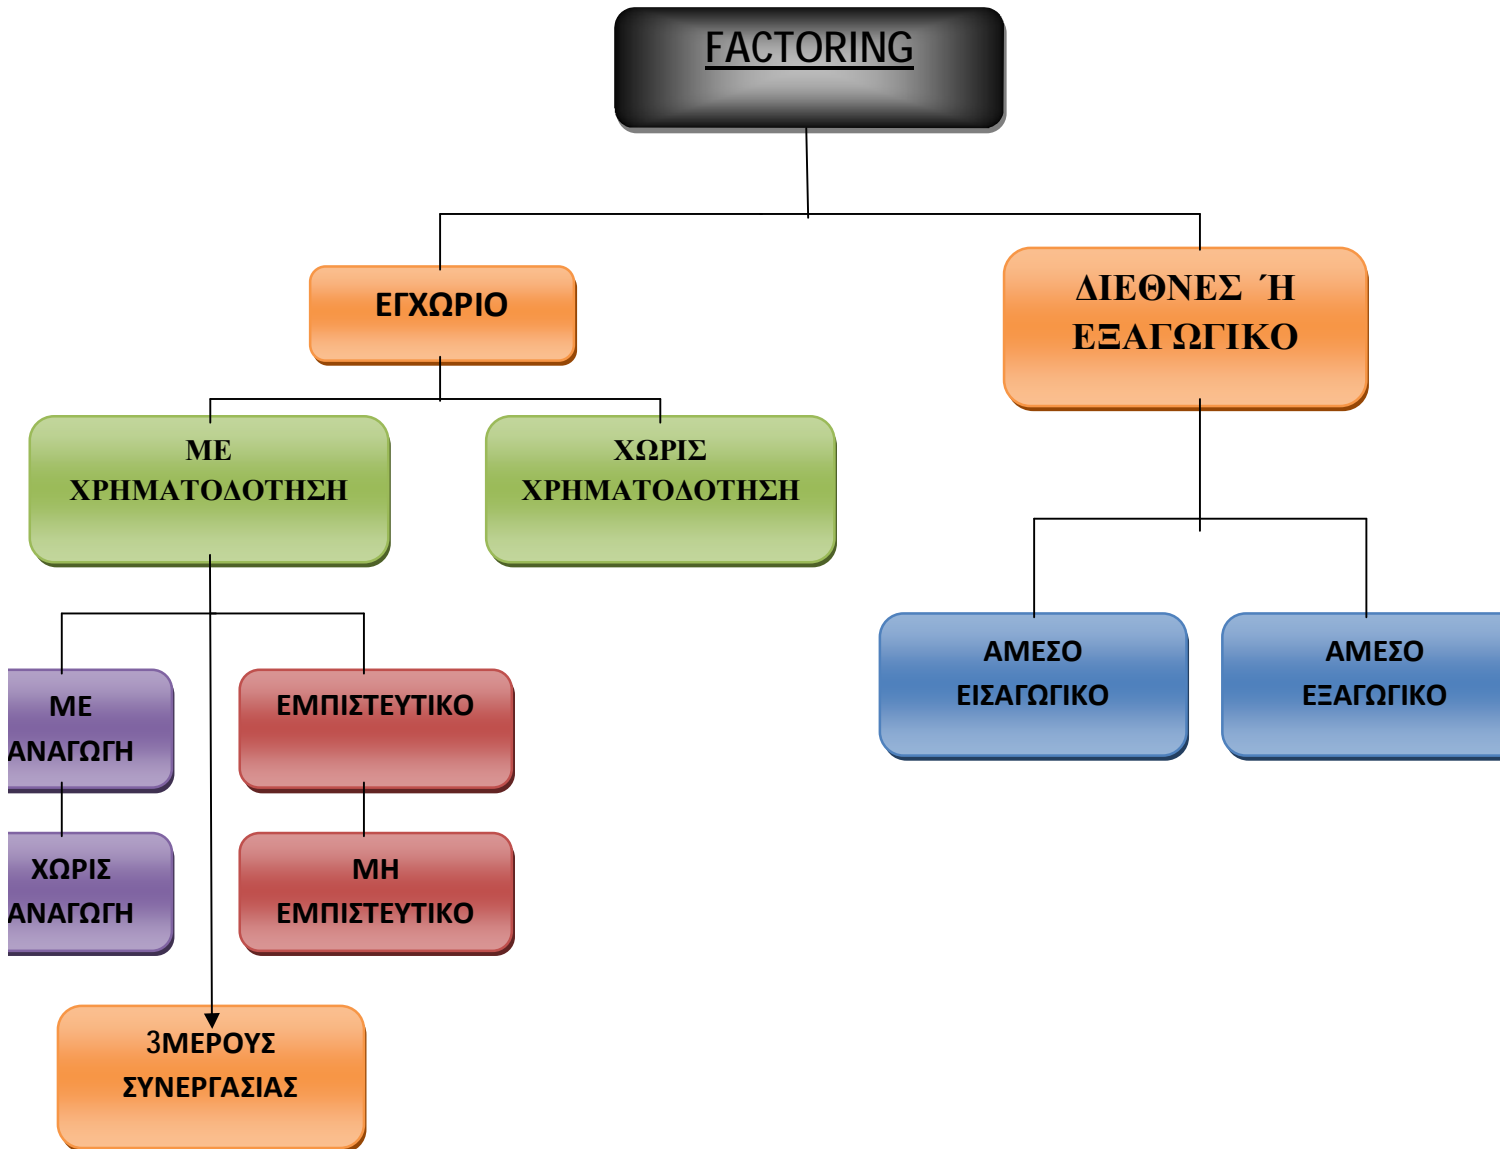 FACTORING
ΕΓΧΩΡΙΟ
ΔΙΕΘΝΕΣ Ή
ΕΞΑΓΩΓΙΚΟ
ΜΕ
ΧΡΗΜΑΤΟΔΟΤΗΣΗ
ΧΩΡΙΣ
ΧΡΗΜΑΤΟΔΟΤΗΣΗ
ΑΜΕΣΟ
ΕΙΣΑΓΩΓΙΚΟ
ΑΜΕΣΟ
ΕΞΑΓΩΓΙΚΟ
ΜΕ
ΑΝΑΓΩΓΗ
ΕΜΠΙΣΤΕΥΤΙΚΟ
ΧΩΡΙΣ
ΑΝΑΓΩΓΗ
ΜΗ
ΕΜΠΙΣΤΕΥΤΙΚΟ
3ΜΕΡΟΥΣ
ΣΥΝΕΡΓΑΣΙΑΣ